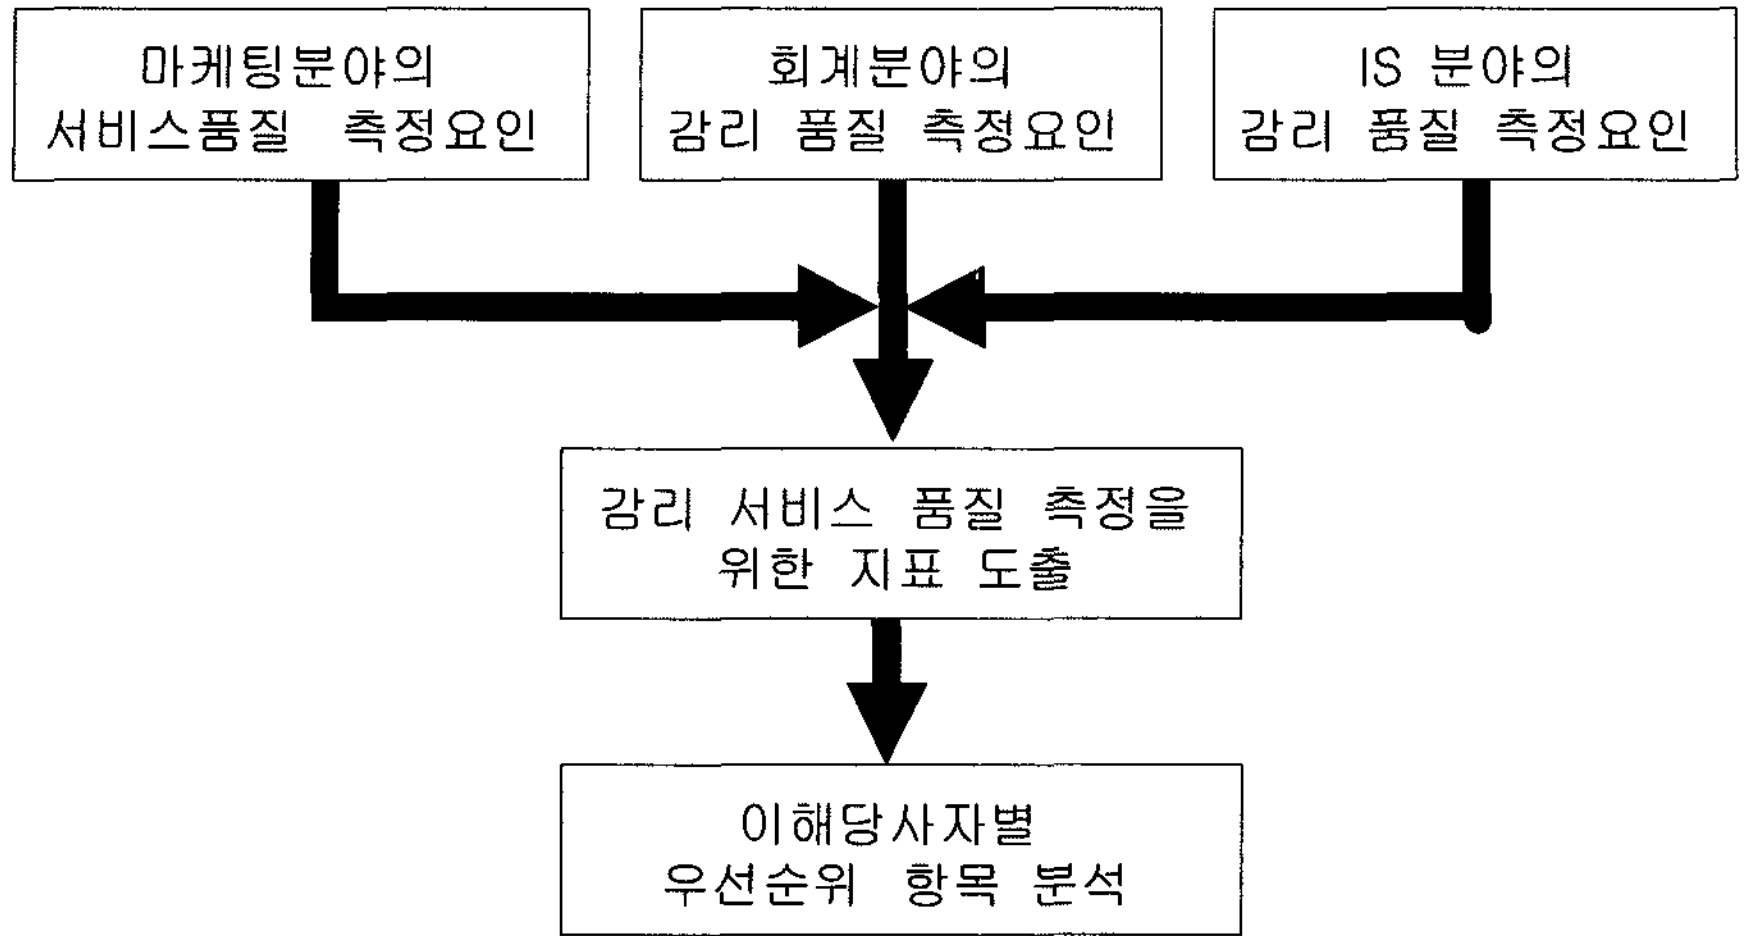 마케팅분야의
서비스품질 측정요인
회계분야의
감리 품질 측정요인
IS 분야의
감리 품질 측정요인
감리 서비스 품질 측정을
위한 지표 도출
이해당사자별
우선순위 항목 분석